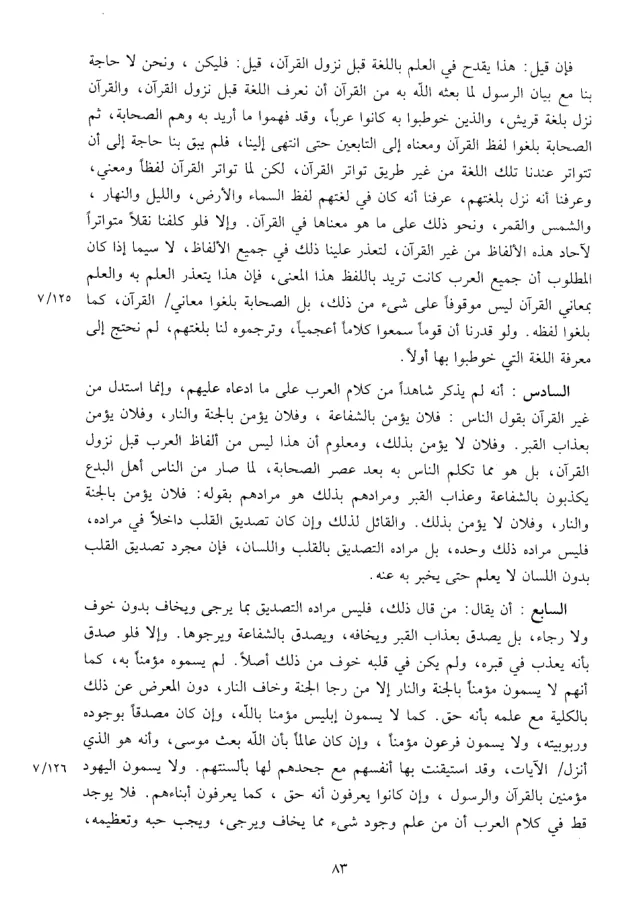 فإن قيل: هذا يقدح في العلم باللغة قبل نزول القرآن، قيل: فليكن ، ونحن لا حاجة
بنا مع بيان الرسول لما بعثه الله به من القرآن أن نعرف اللغة قبل نزول القرآن، والقرآن
نزل بلغة قريش، والذين خوطبوا به كانوا عرباً، وقد فهموا ما أريد به وهم الصحابة، ثم
الصحابة بلغوا لفظ القرآن ومعناه إلى التابعين حتى انتهى إلينا، فلم يبق بنا حاجة إلى أن
تتواتر عندنا تلك اللغة من غير طريق تواتر القرآن، لكن لما تواتر القرآن لفظاً ومعني،
وعرفنا أنه نزل بلغتهم، عرفنا أنه كان في لغتهم لفظ السماء والأرض، والليل والنهار ،
والشمس والقمر، ونحو ذلك على ما هو معناها في القرآن. وإلا فلو كلفنا نقلاً متواتراً
لآحاد هذه الألفاظ من غير القرآن، لتعذر علينا ذلك في جميع الألفاظ، لا سيما إذا كان
المطلوب أن جميع العرب كانت تريد باللفظ هذا المعنى، فإن هذا يتعذر العلم به والعلم
بمعاني القرآن ليس موقوفاً على شىء من ذلك، بل الصحابة بلغوا معاني/ القرآن، كما ٧/١٢٥
بلغوا لفظه. ولو قدرنا أن قوماً سمعوا كلاماً أعجمياً، وترجموه لنا بلغتهم، لم نحتج إلى
معرفة اللغة التي خوطبوا بها أولاً.
السادس : أنه لم يذكر شاهداً من كلام العرب على ما ادعاه عليهم، وإنما استدل من
غير القرآن بقول الناس : فلان يؤمن بالشفاعة ، وفلان يؤمن بالجنة والنار، وفلان يؤمن
بعذاب القبر. وفلان لا يؤمن بذلك، ومعلوم أن هذا ليس من ألفاظ العرب قبل نزول
القرآن، بل هو مما تكلم الناس به بعد عصر الصحابة، لما صار من الناس أهل البدع
يكذبون بالشفاعة وعذاب القبر ومرادهم بذلك هو مرادهم بقوله: فلان يؤمن بالجنة
والنار، وفلان لا يؤمن بذلك. والقائل لذلك وإن كان تصديق القلب داخلاً في مراده،
فليس مراده ذلك وحده، بل مراده التصديق بالقلب واللسان، فإن مجرد تصديق القلب
بدون اللسان لا يعلم حتى يخبر به عنه.
السابع : أن يقال: من قال ذلك، فليس مراده التصديق بما يرجى ويخاف بدون خوف
ولا رجاء، بل يصدق بعذاب القبر ويخافه، ويصدق بالشفاعة ويرجوها. وإلا فلو صدق
بأنه يعذب في قبره، ولم يكن في قلبه خوف من ذلك أصلاً. لم يسموه مؤمناً به، كما
أنهم لا يسمون مؤمناً بالجنة والنار إلا من رجا الجنة وخاف النار، دون المعرض عن ذلك
بالكلية مع علمه بأنه حق. كما لا يسمون إبليس مؤمنا بالله، وإن كان مصدقاً بوجوده
وربوبيته، ولا يسمون فرعون مؤمناً ، وإن كان عالماً بأن الله بعث موسى، وأنه هو الذي
أنزل/ الآيات، وقد استيقنت بها أنفسهم مع جحدهم لها بألسنتهم. ولا يسمون اليهود ٧/١٢٦
مؤمنين بالقرآن والرسول ، وإن كانوا يعرفون أنه حق ، كما يعرفون أبناءهم. فلا يوجد
قط في كلام العرب أن من علم وجود شىء مما يخاف ويرجى، ويجب حبه وتعظيمه،
٨٣